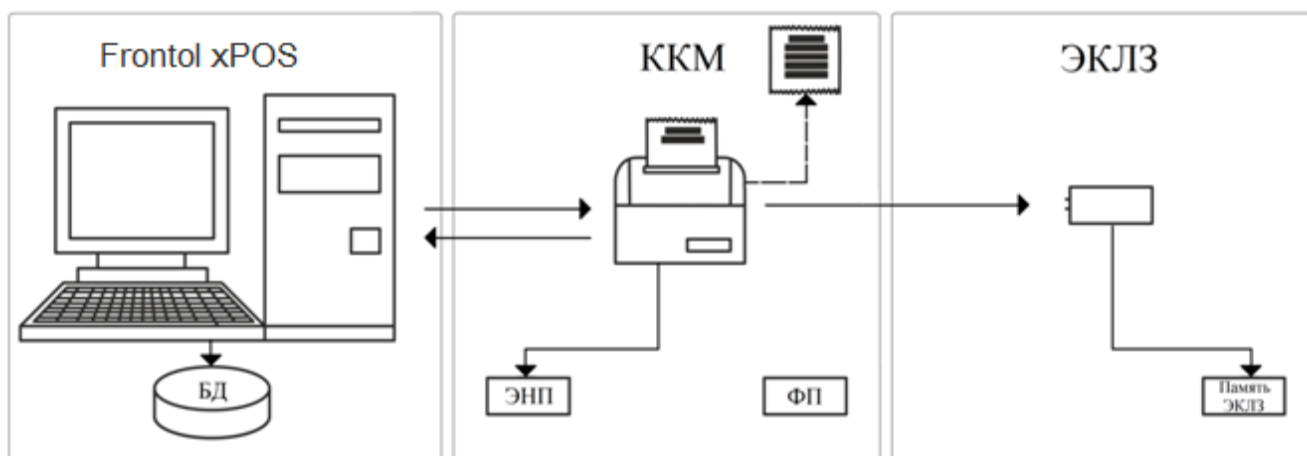 Frontol xPOS
ККМ
ЭКЛЗ
БД
ЭНП
ФП
Память
ЭКЛЗ